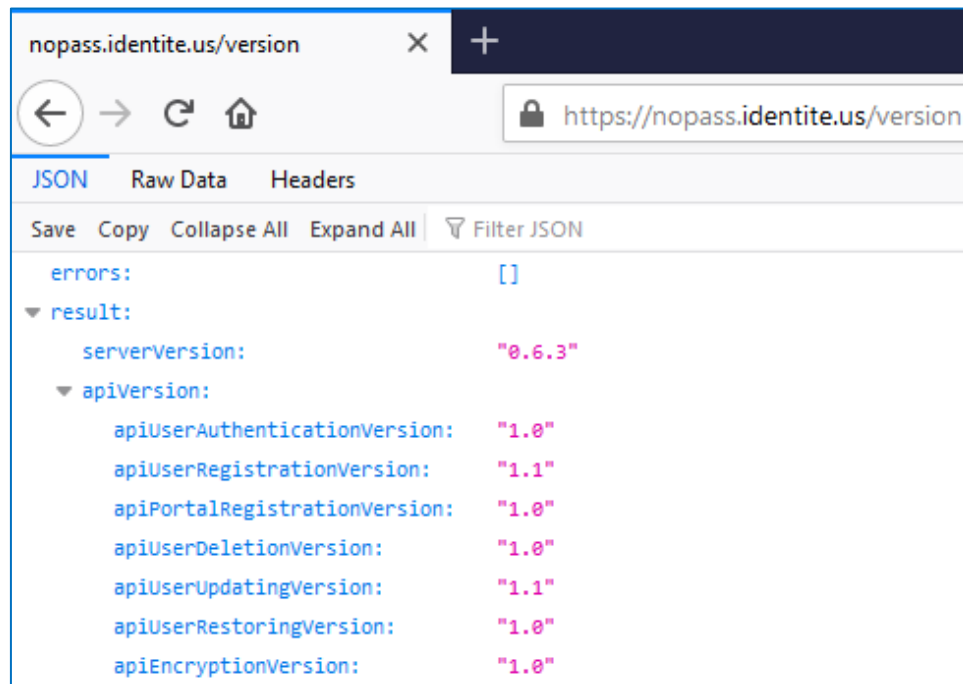 nopass.identite.us/version
https://nopass.identite.us/version
JSON Raw Data Headers
Save Copy Collapse All Expand All Filter JSON
errors: []
result:
serverVersion: "0.6.3"
apiVersion:
apiUserAuthenticationVersion: "1.0"
apiUserRegistrationVersion: "1.1"
apiPortalRegistrationVersion: "1.0"
apiUserDeletionVersion: "1.0"
apiUserUpdatingVersion: "1.1"
apiUserRestoringVersion: "1.0"
apiEncryptionVersion: "1.0"